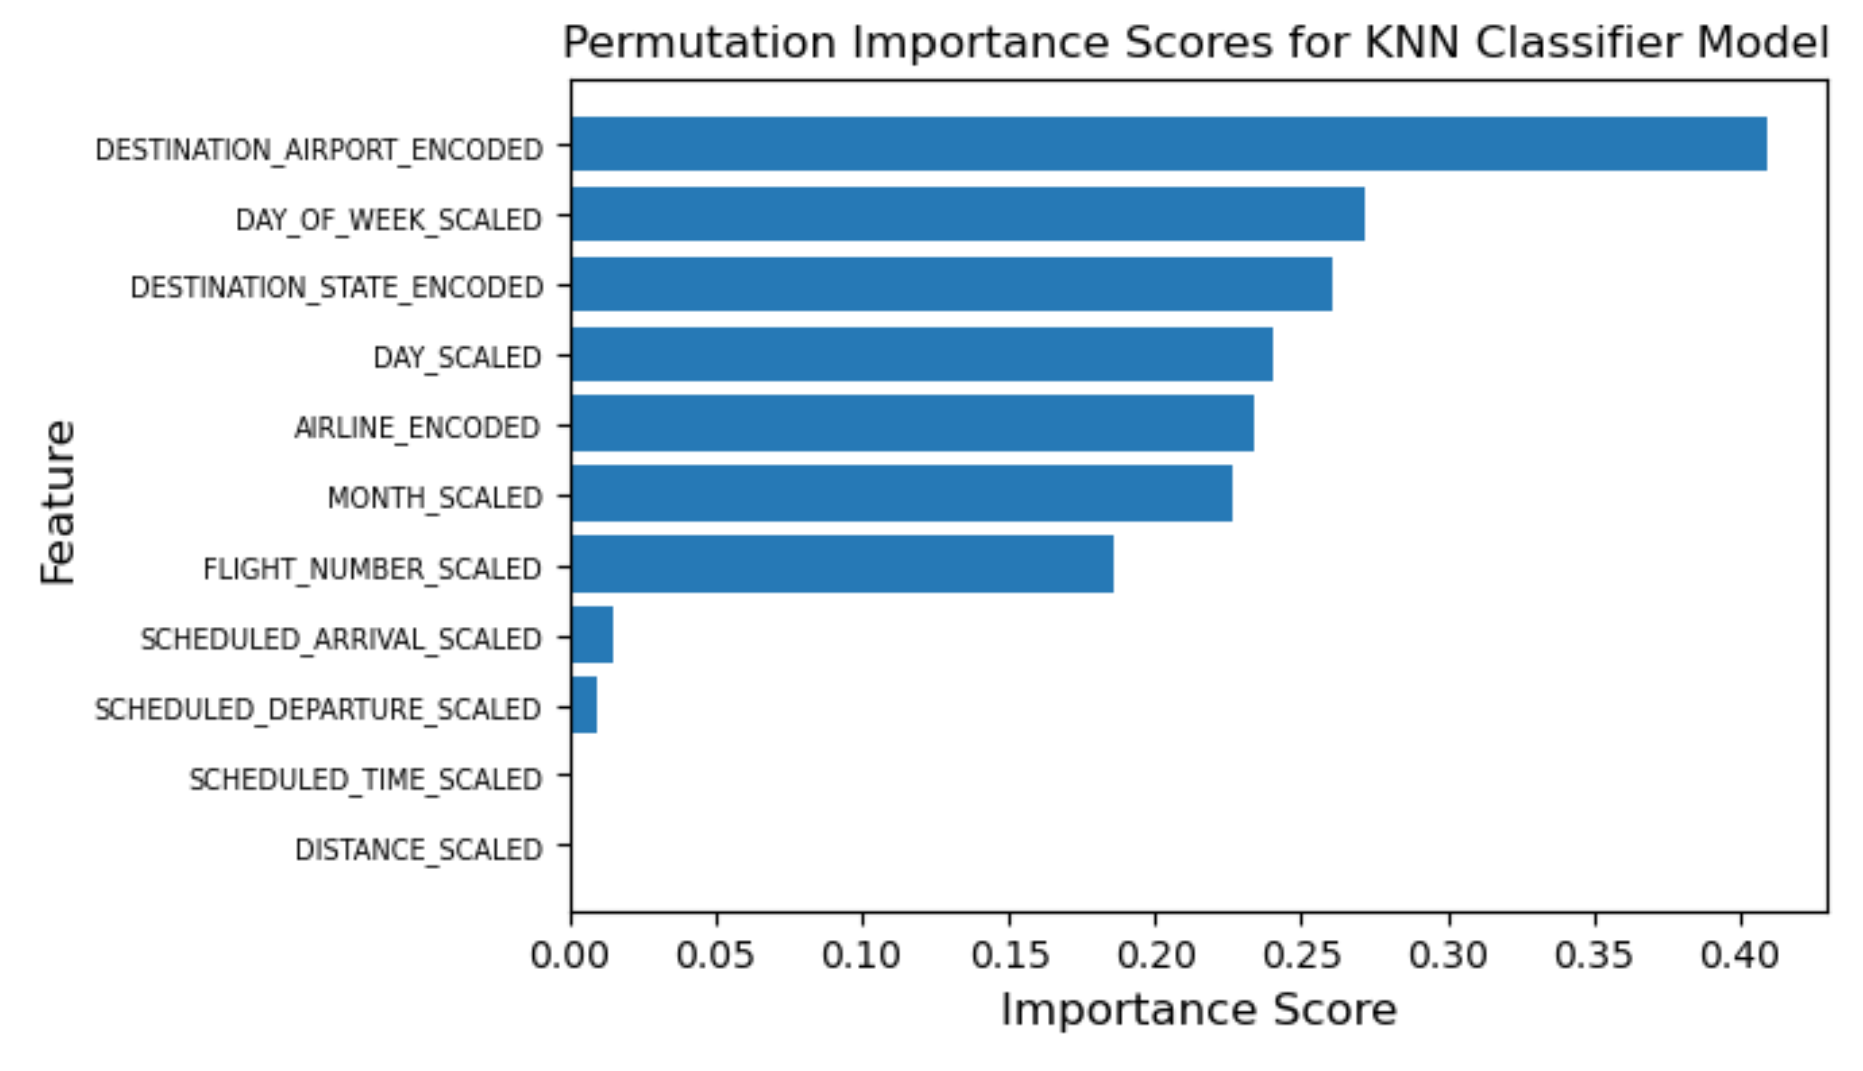 Permutation Importance Scores for KNN Classifier Model
DESTINATION_AIRPORT_ENCODED
DAY_OF_WEEK_SCALED
DESTINATION_STATE_ENCODED
DAY_SCALED
AIRLINE_ENCODED
MONTH_SCALED
FLIGHT_NUMBER_SCALED
SCHEDULED_ARRIVAL_SCALED
SCHEDULED_DEPARTURE_SCALED
SCHEDULED_TIME_SCALED
DISTANCE_SCALED
Feature
0.00 0.05 0.10 0.15 0.20 0.25 0.30 0.35 0.40
Importance Score